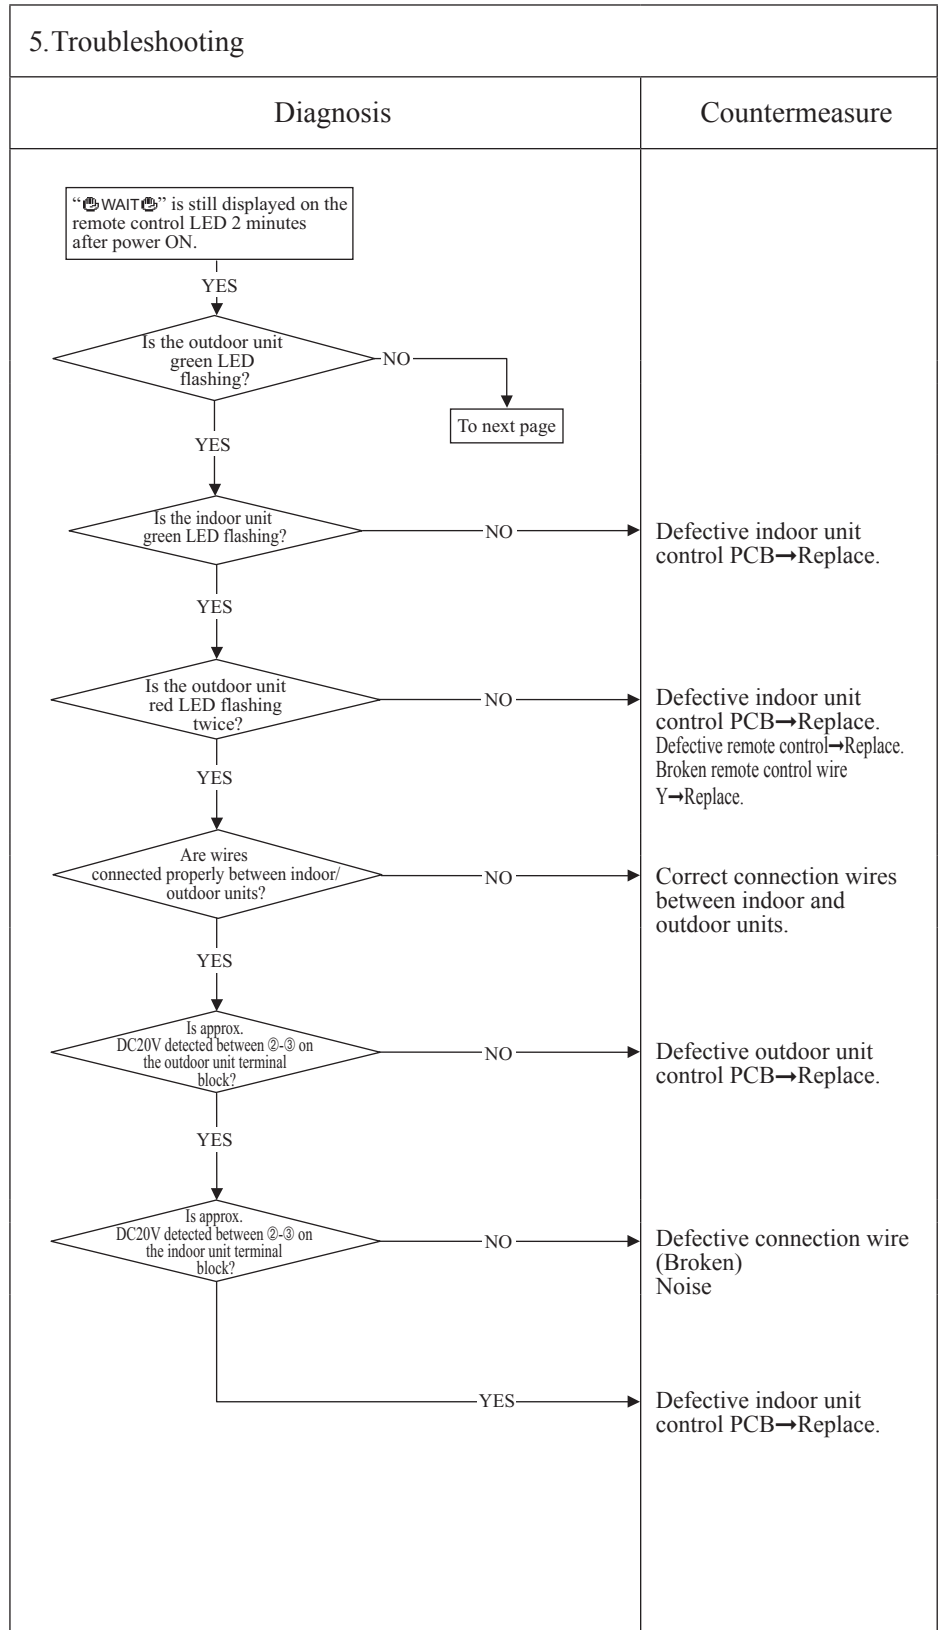 5.Troubleshooting
Diagnosis
Countermeasure
“WAIT” is still displayed on the
remote control LED 2 minutes
after power ON.
YES
Is the outdoor unit
green LED
flashing?
NO
To next page
YES
Is the indoor unit
green LED flashing?
NO
Defective indoor unit
control PCB→Replace.
YES
Is the outdoor unit
red LED flashing
twice?
NO
Defective indoor unit
control PCB→Replace.
Defective remote control→Replace.
Broken remote control wire
Y→Replace.
YES
Are wires
connected properly between indoor/
outdoor units?
NO
Correct connection wires
between indoor and
outdoor units.
YES
Is approx.
DC20V detected between ②-③ on
the outdoor unit terminal
block?
NO
Defective outdoor unit
control PCB→Replace.
YES
Is approx.
DC20V detected between ②-③ on
the indoor unit terminal
block?
NO
Defective connection wire
(Broken)
Noise
YES
Defective indoor unit
control PCB→Replace.